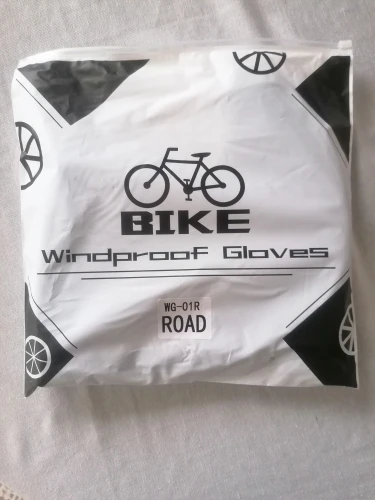 BIKE
Windproof Gloves
WG-01R
ROAD